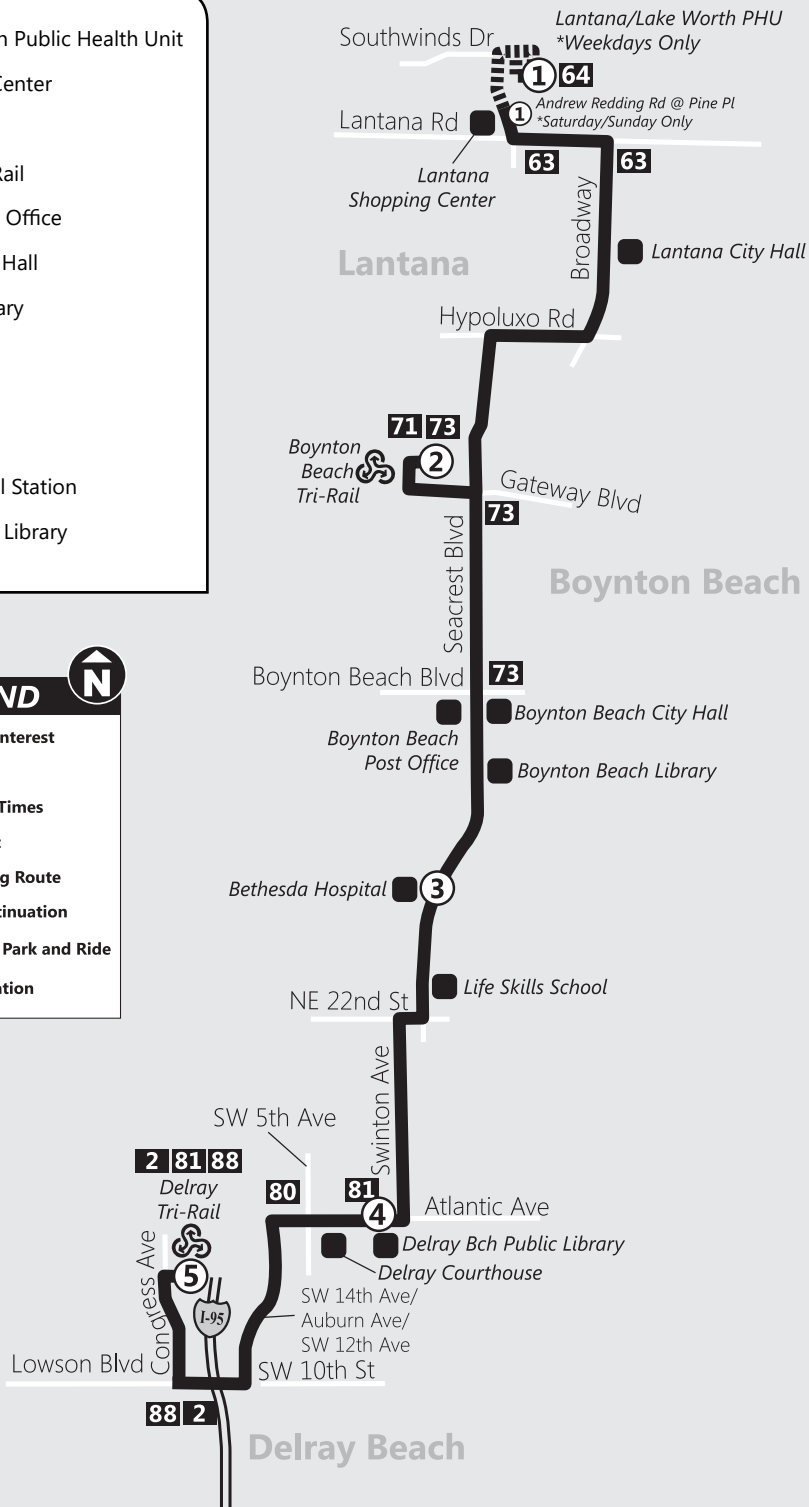 Public Health Unit
Center
Rail
Office
Hall
l Station
Library
N
Times
Route
Park and Ride
Lantana/Lake Worth PHU
*Weekdays Only
Southwinds Dr
1
64
1
Andrew Redding Rd @ Pine Pl
*Saturday/Sunday Only
Lantana Rd
63
63
Lantana
Shopping Center
Broadway
Lantana
Lantana City Hall
Hypoluxo Rd
71 73
Boynton
Beach
Tri-Rail
2
Gateway Blvd
73
Seacrest Blvd
Boynton Beach
Boynton Beach Blvd
73
Boynton Beach
Post Office
Boynton Beach City Hall
Boynton Beach Library
Bethesda Hospital
3
Life Skills School
NE 22nd St
Swinton Ave
SW 5th Ave
2 81 88
Delray
Tri-Rail
80
81
4
Atlantic Ave
Delray Bch Public Library
Delray Courthouse
Congress Ave
5
I-95
SW 14th Ave/
Auburn Ave/
SW 12th Ave
Lowson Blvd
SW 10th St
88 2
Delray Beach